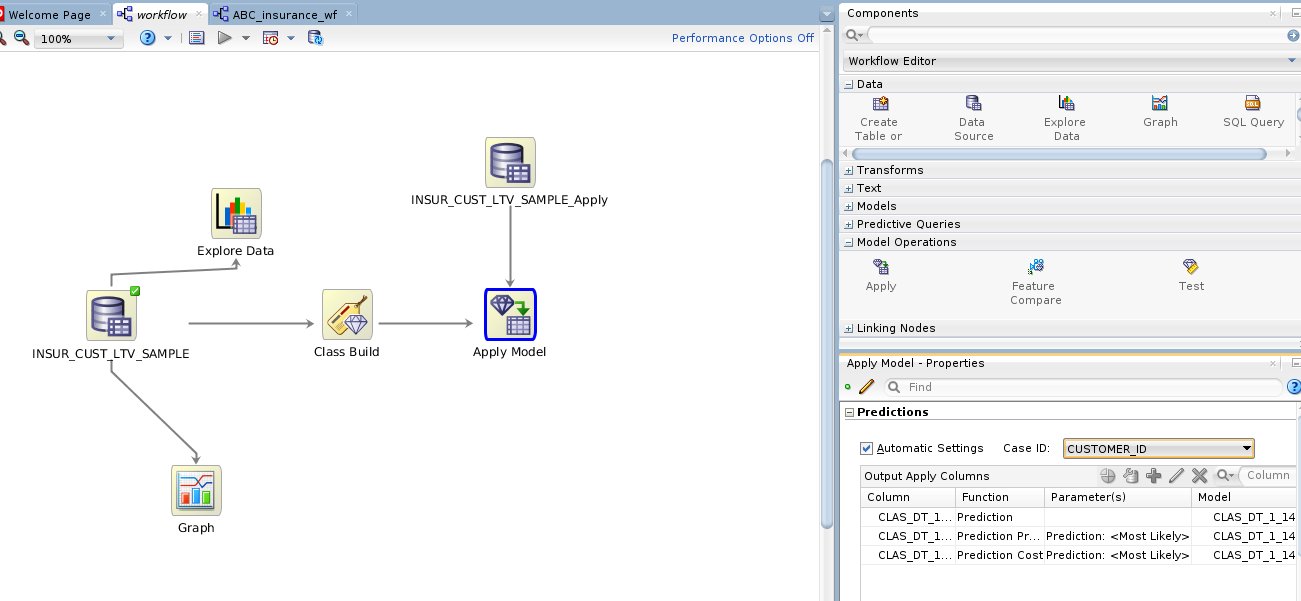 Welcome Page
workflow
ABC_insurance_wf
100%
Performance Options Off
INSUR_CUST_LTV_SAMPLE_Apply
Explore Data
INSUR_CUST_LTV_SAMPLE
Class Build
Apply Model
Graph
Components
Workflow Editor
Data
Create
Table or
Data
Source
Explore
Data
Graph
SQL Query
Transforms
Text
Models
Predictive Queries
Model Operations
Apply
Feature
Compare
Test
Linking Nodes
Apply Model - Properties
Find
Predictions
Automatic Settings Case ID: CUSTOMER_ID
Output Apply Columns Column
Column Function Parameter(s) Model
CLAS_DT_1... Prediction CLAS_DT_1_14
CLAS_DT_1... Prediction Pr... Prediction: <Most Likely> CLAS_DT_1_14
CLAS_DT_1... Prediction Cost Prediction: <Most Likely> CLAS_DT_1_14